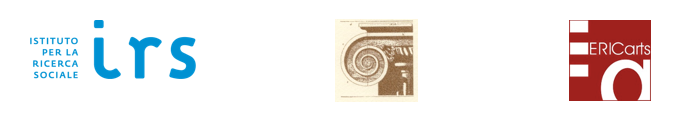 ISTITUTO
PER LA
RICERCA
SOCIALE
irs
ERICarts
a